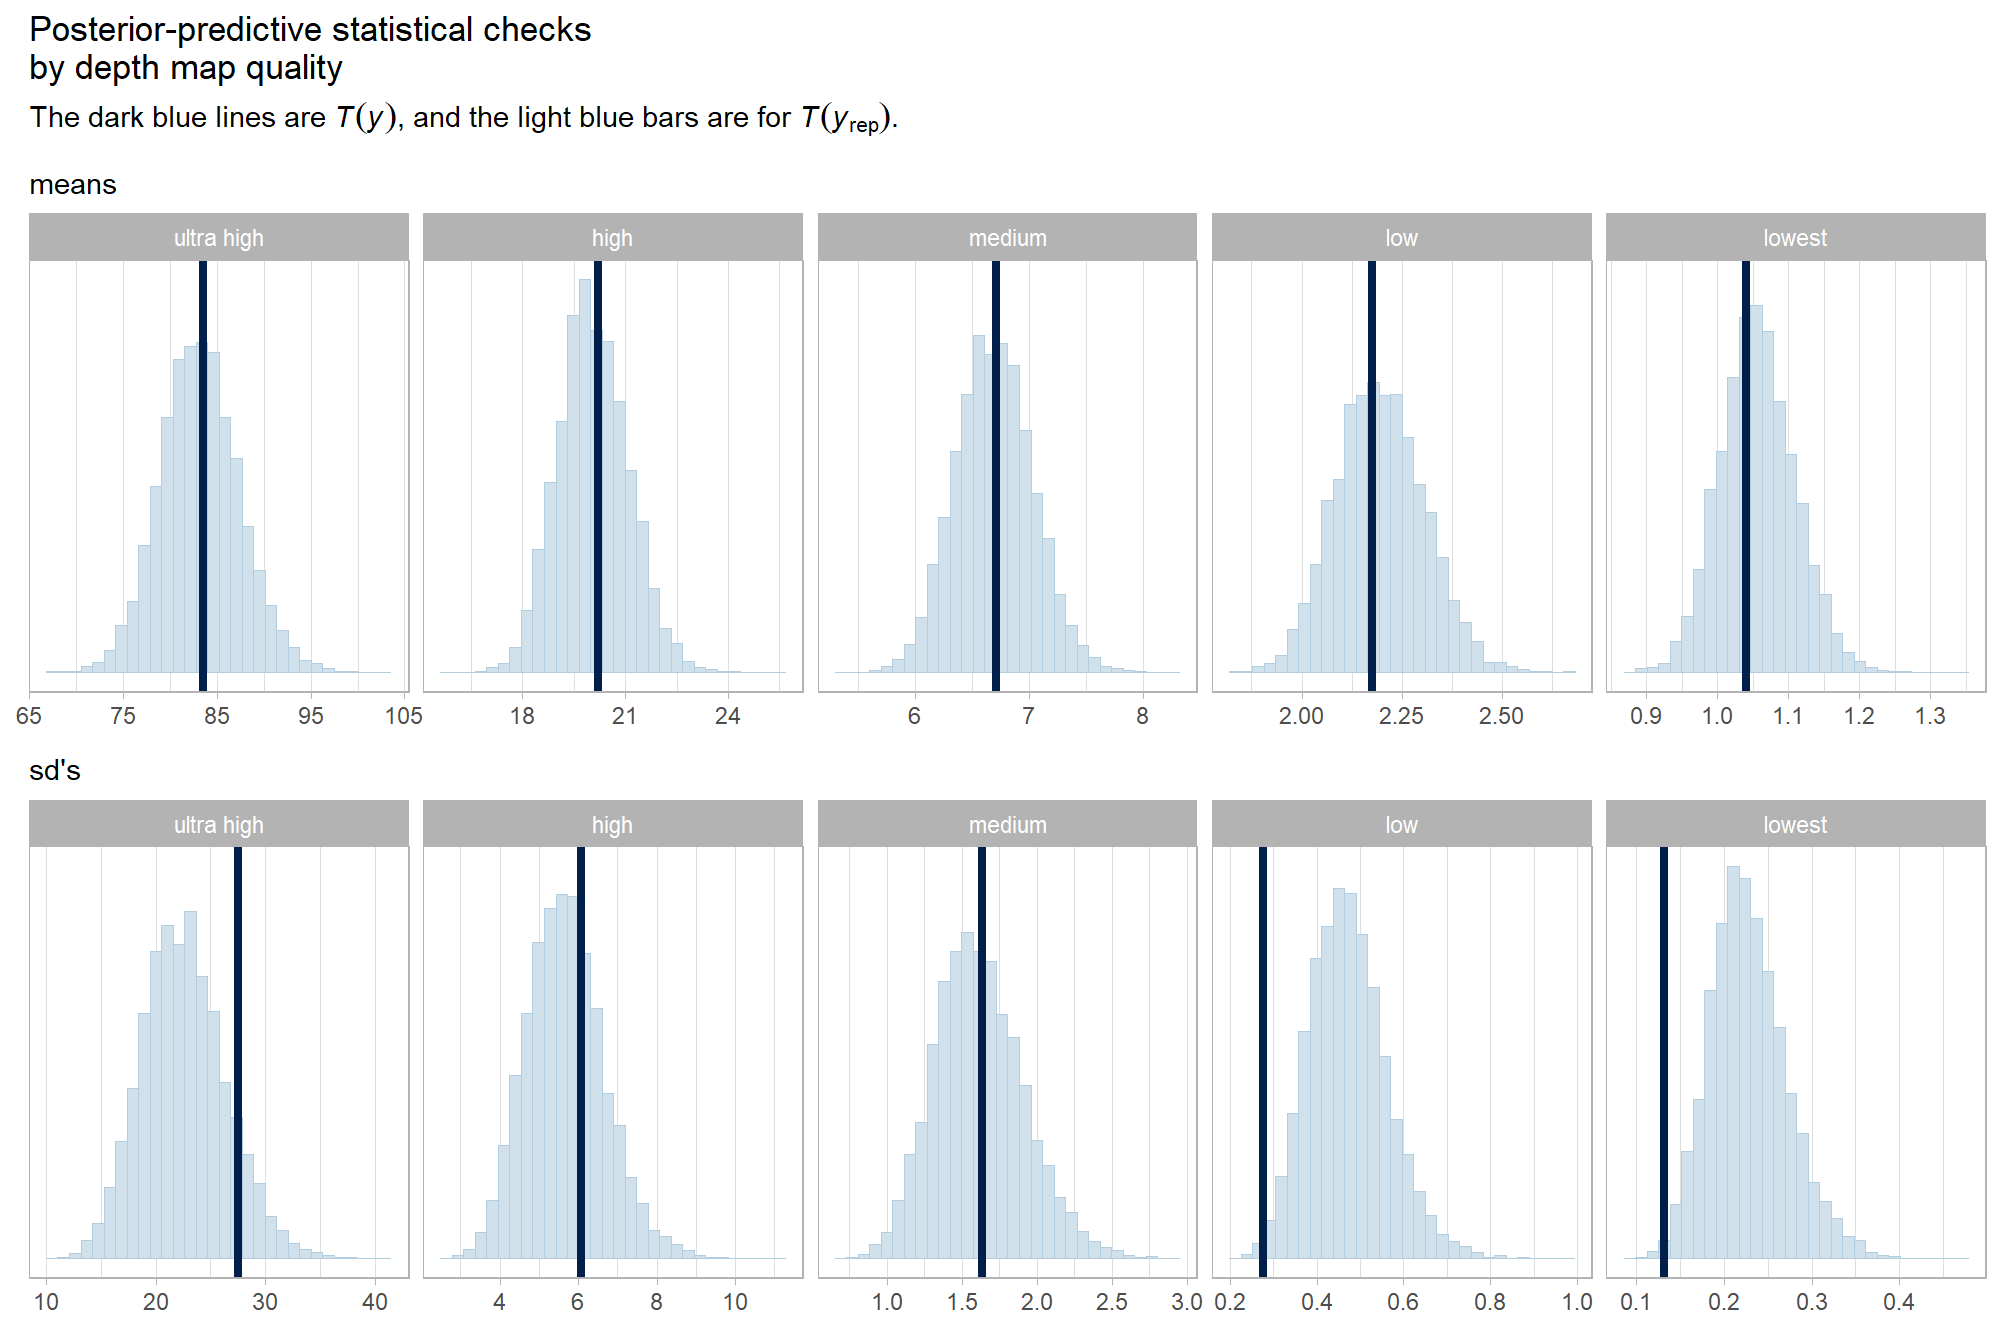 Posterior-predictive statistical checks
by depth map quality
The dark blue lines are T(y), and the light blue bars are for T(yrep).
means
ultra high high medium low lowest
65 75 85 95 105 18 21 24 6 7 8 2.00 2.25 2.50 0.9 1.0 1.1 1.2 1.3
sd's
ultra high high medium low lowest
10 20 30 40 4 6 8 10 1.0 1.5 2.0 2.5 3.0 0.2 0.4 0.6 0.8 1.0 0.1 0.2 0.3 0.4